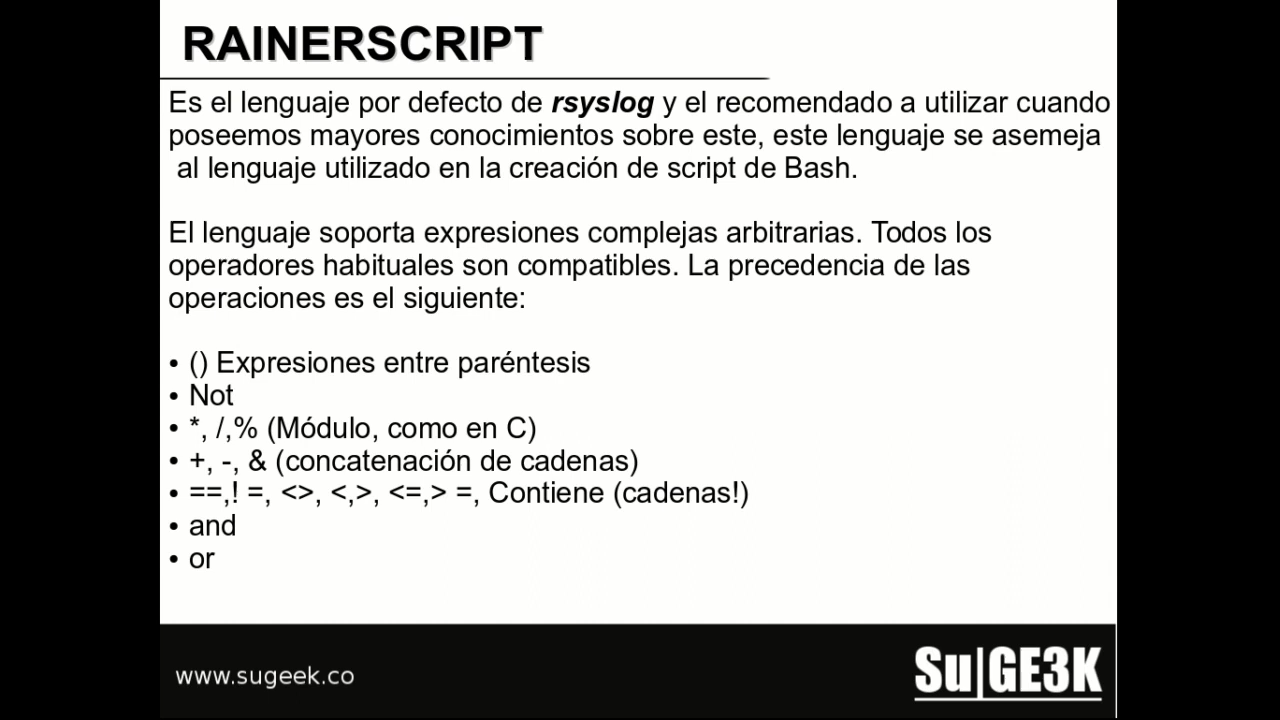 RAINERSCRIPT
Es el lenguaje por defecto de rsyslog y el recomendado a utilizar cuando
poseemos mayores conocimientos sobre este, este lenguaje se asemeja
al lenguaje utilizado en la creación de script de Bash.
El lenguaje soporta expresiones complejas arbitrarias. Todos los
operadores habituales son compatibles. La precedencia de las
operaciones es el siguiente:
• () Expresiones entre paréntesis
• Not
• *, /,% (Módulo, como en C)
• +, -, & (concatenación de cadenas)
• ==,! =, <>, <,>, <=,> =, Contiene (cadenas!)
• and
• or
www.sugeek.co
Su|GE3K